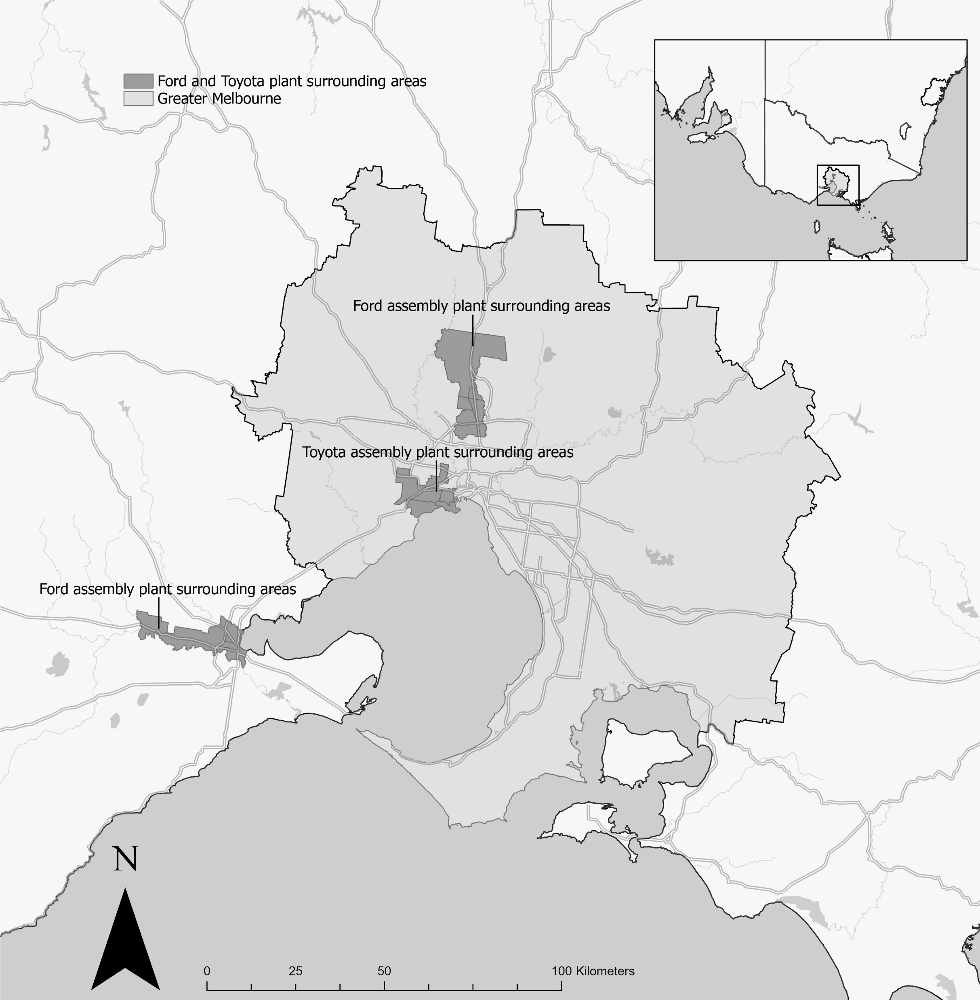 Ford and Toyota plant surrounding areas
Greater Melbourne
Ford assembly plant surrounding areas
Toyota assembly plant surrounding areas
Ford assembly plant surrounding areas
N
0 25 50 100 Kilometers